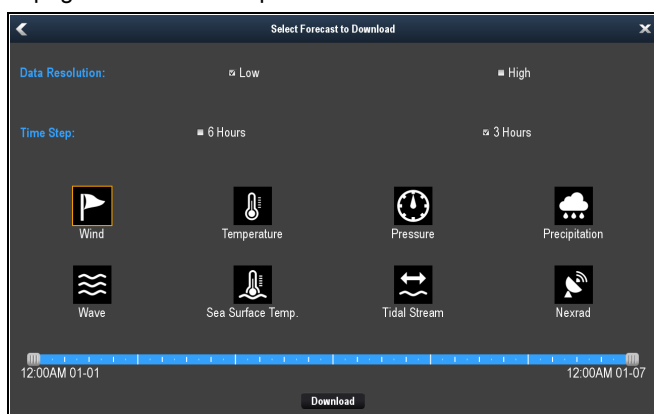 Select Forecast to Download
Data Resolution: Low High
Time Step: 6 Hours 3 Hours
Wind Temperature Pressure Precipitation
Wave Sea Surface Temp. Tidal Stream Nexrad
12:00AM 01-01 12:00AM 01-07
Download